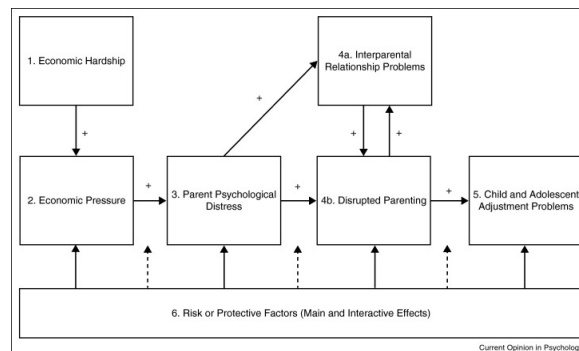 1. Economic Hardship
4a. Interparental
Relationship Problems
+
+
+
+
2. Economic Pressure
+
3. Parent Psychological
Distress
+
4b. Disrupted Parenting
+
5. Child and Adolescent
Adjustment Problems
6. Risk or Protective Factors (Main and Interactive Effects)
Current Opinion in Psychology